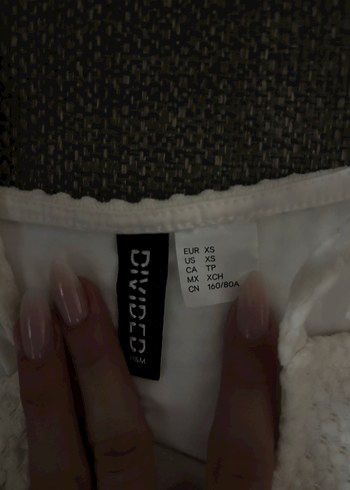 DIVIDED
H&M
EUR XS
US XS
CA TP
MX XCH
CN 160/80A